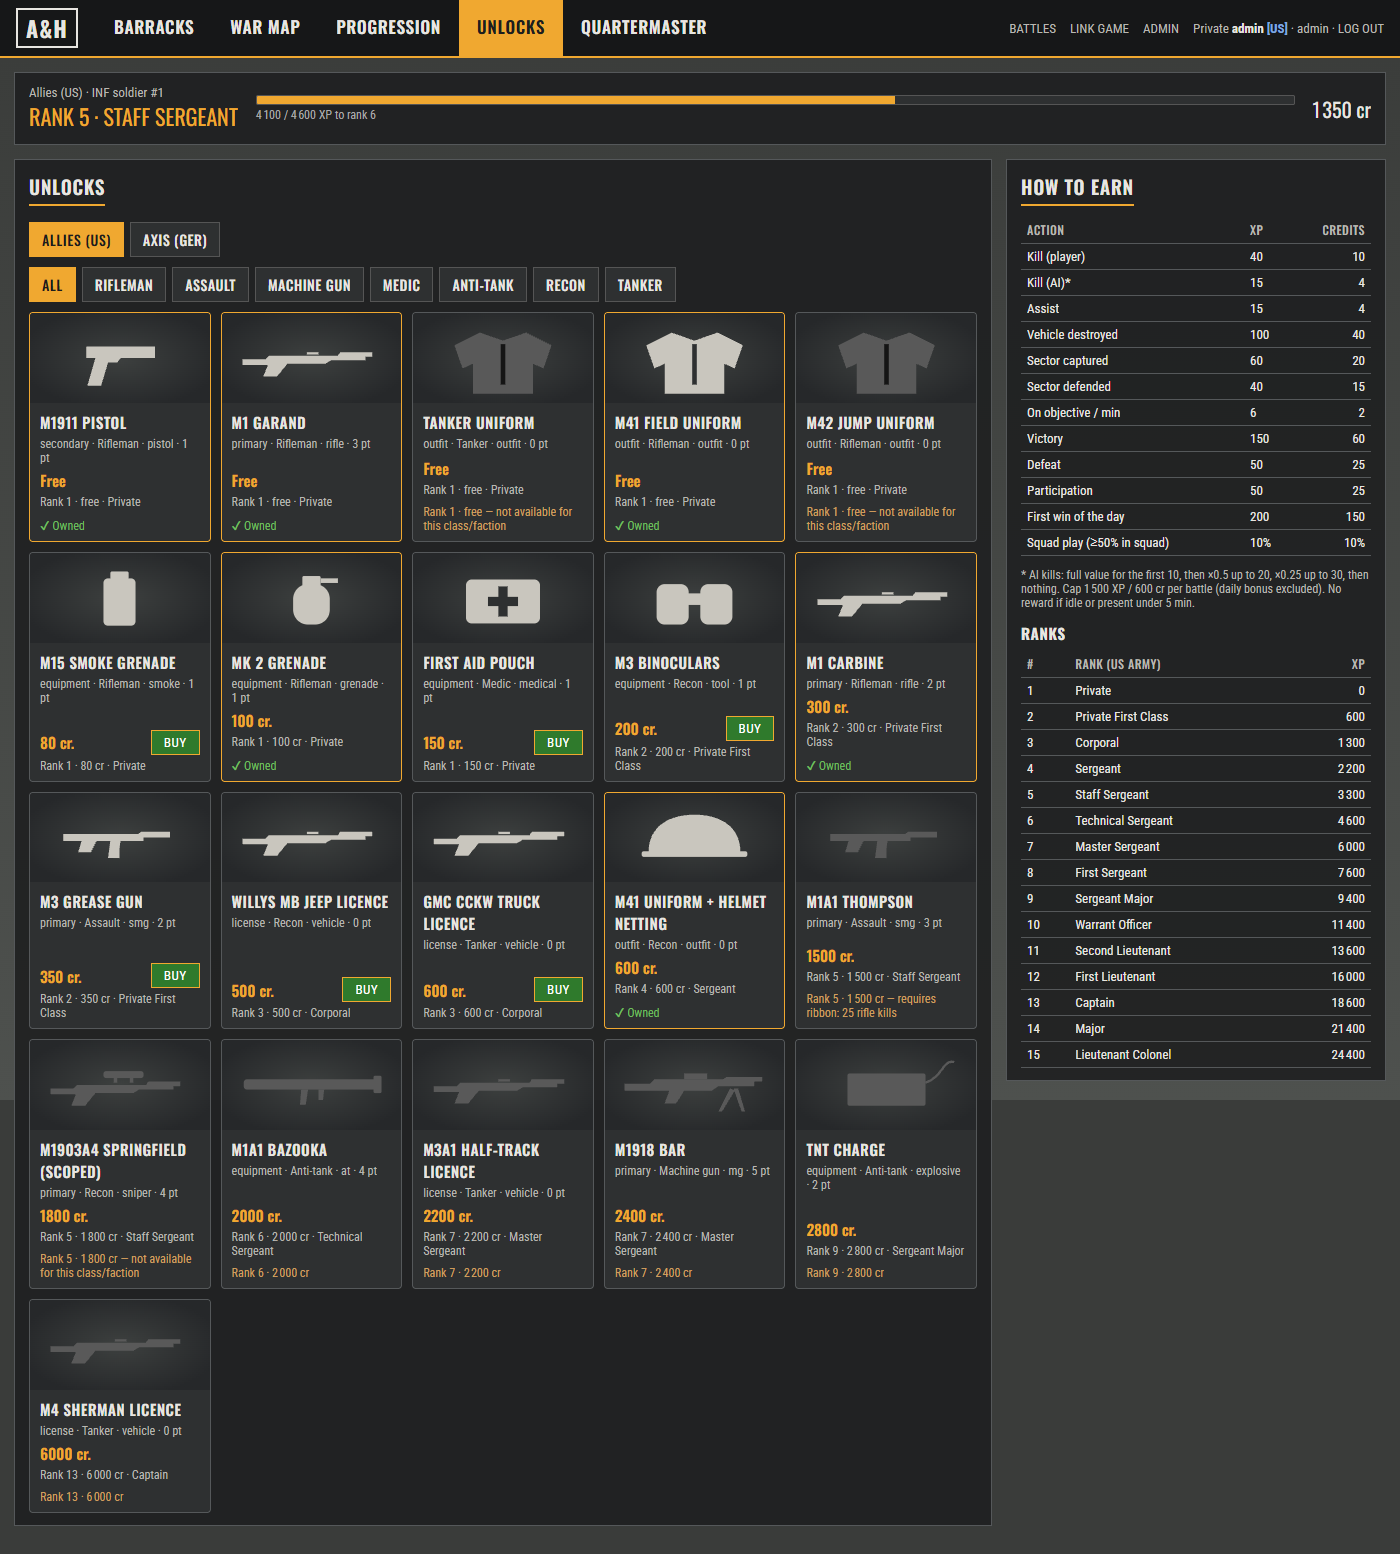 A&H
BARRACKS
WAR MAP
PROGRESSION
UNLOCKS
QUARTERMASTER
BATTLES
LINK GAME
ADMIN
Private admin [US] · admin · LOG OUT
Allies (US) · INF soldier #1
RANK 5 · STAFF SERGEANT
4 100 / 4 600 XP to rank 6
1 350 cr
UNLOCKS
ALLIES (US)
AXIS (GER)
ALL
RIFLEMAN
ASSAULT
MACHINE GUN
MEDIC
ANTI-TANK
RECON
TANKER
M1911 PISTOL
secondary · Rifleman · pistol · 1
pt
Free
Rank 1 · free · Private
✓ Owned
M1 GARAND
primary · Rifleman · rifle · 3 pt
Free
Rank 1 · free · Private
✓ Owned
TANKER UNIFORM
outfit · Tanker · outfit · 0 pt
Free
Rank 1 · free · Private
Rank 1 · free — not available for
this class/faction
M41 FIELD UNIFORM
outfit · Rifleman · outfit · 0 pt
Free
Rank 1 · free · Private
✓ Owned
M42 JUMP UNIFORM
outfit · Rifleman · outfit · 0 pt
Free
Rank 1 · free · Private
Rank 1 · free — not available for
this class/faction
M15 SMOKE GRENADE
equipment · Rifleman · smoke · 1
pt
80 cr.
BUY
Rank 1 · 80 cr · Private
MK 2 GRENADE
equipment · Rifleman · grenade ·
1 pt
100 cr.
Rank 1 · 100 cr · Private
✓ Owned
FIRST AID POUCH
equipment · Medic · medical · 1
pt
150 cr.
BUY
Rank 1 · 150 cr · Private
M3 BINOCULARS
equipment · Recon · tool · 1 pt
200 cr.
BUY
Rank 2 · 200 cr · Private First
Class
M1 CARBINE
primary · Rifleman · rifle · 2 pt
300 cr.
Rank 2 · 300 cr · Private First
Class
✓ Owned
M3 GREASE GUN
primary · Assault · smg · 2 pt
350 cr.
BUY
Rank 2 · 350 cr · Private First
Class
WILLYS MB JEEP LICENCE
license · Recon · vehicle · 0 pt
500 cr.
BUY
Rank 3 · 500 cr · Corporal
GMC CCKW TRUCK
LICENCE
license · Tanker · vehicle · 0 pt
600 cr.
BUY
Rank 3 · 600 cr · Corporal
M41 UNIFORM + HELMET
NETTING
outfit · Recon · outfit · 0 pt
600 cr.
Rank 4 · 600 cr · Sergeant
✓ Owned
M1A1 THOMPSON
primary · Assault · smg · 3 pt
1500 cr.
Rank 5 · 1 500 cr · Staff Sergeant
Rank 5 · 1 500 cr — requires
ribbon: 25 rifle kills
M1903A4 SPRINGFIELD
(SCOPED)
primary · Recon · sniper · 4 pt
1800 cr.
Rank 5 · 1 800 cr · Staff Sergeant
Rank 5 · 1 800 cr — not available
for this class/faction
M1A1 BAZOOKA
equipment · Anti-tank · at · 4 pt
2000 cr.
Rank 6 · 2 000 cr · Technical
Sergeant
Rank 6 · 2 000 cr
M3A1 HALF-TRACK
LICENCE
license · Tanker · vehicle · 0 pt
2200 cr.
Rank 7 · 2 200 cr · Master
Sergeant
Rank 7 · 2 200 cr
M1918 BAR
primary · Machine gun · mg · 5 pt
2400 cr.
Rank 7 · 2 400 cr · Master
Sergeant
Rank 7 · 2 400 cr
TNT CHARGE
equipment · Anti-tank · explosive
· 2 pt
2800 cr.
Rank 9 · 2 800 cr · Sergeant Major
Rank 9 · 2 800 cr
M4 SHERMAN LICENCE
license · Tanker · vehicle · 0 pt
6000 cr.
Rank 13 · 6 000 cr · Captain
Rank 13 · 6 000 cr
HOW TO EARN
ACTION XP CREDITS
Kill (player) 40 10
Kill (AI)* 15 4
Assist 15 4
Vehicle destroyed 100 40
Sector captured 60 20
Sector defended 40 15
On objective / min 6 2
Victory 150 60
Defeat 50 25
Participation 50 25
First win of the day 200 150
Squad play (≥50% in squad) 10% 10%
* AI kills: full value for the first 10, then ×0.5 up to 20, ×0.25 up to 30, then
nothing. Cap 1 500 XP / 600 cr per battle (daily bonus excluded). No
reward if idle or present under 5 min.
RANKS
# RANK (US ARMY) XP
1 Private 0
2 Private First Class 600
3 Corporal 1 300
4 Sergeant 2 200
5 Staff Sergeant 3 300
6 Technical Sergeant 4 600
7 Master Sergeant 6 000
8 First Sergeant 7 600
9 Sergeant Major 9 400
10 Warrant Officer 11 400
11 Second Lieutenant 13 600
12 First Lieutenant 16 000
13 Captain 18 600
14 Major 21 400
15 Lieutenant Colonel 24 400